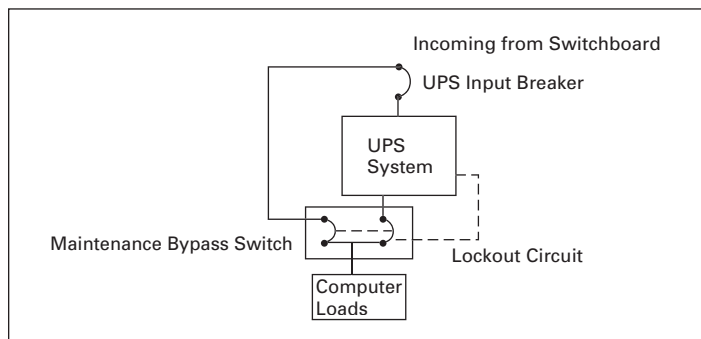 Incoming from Switchboard
UPS Input Breaker
UPS
System
Maintenance Bypass Switch
Lockout Circuit
Computer
Loads